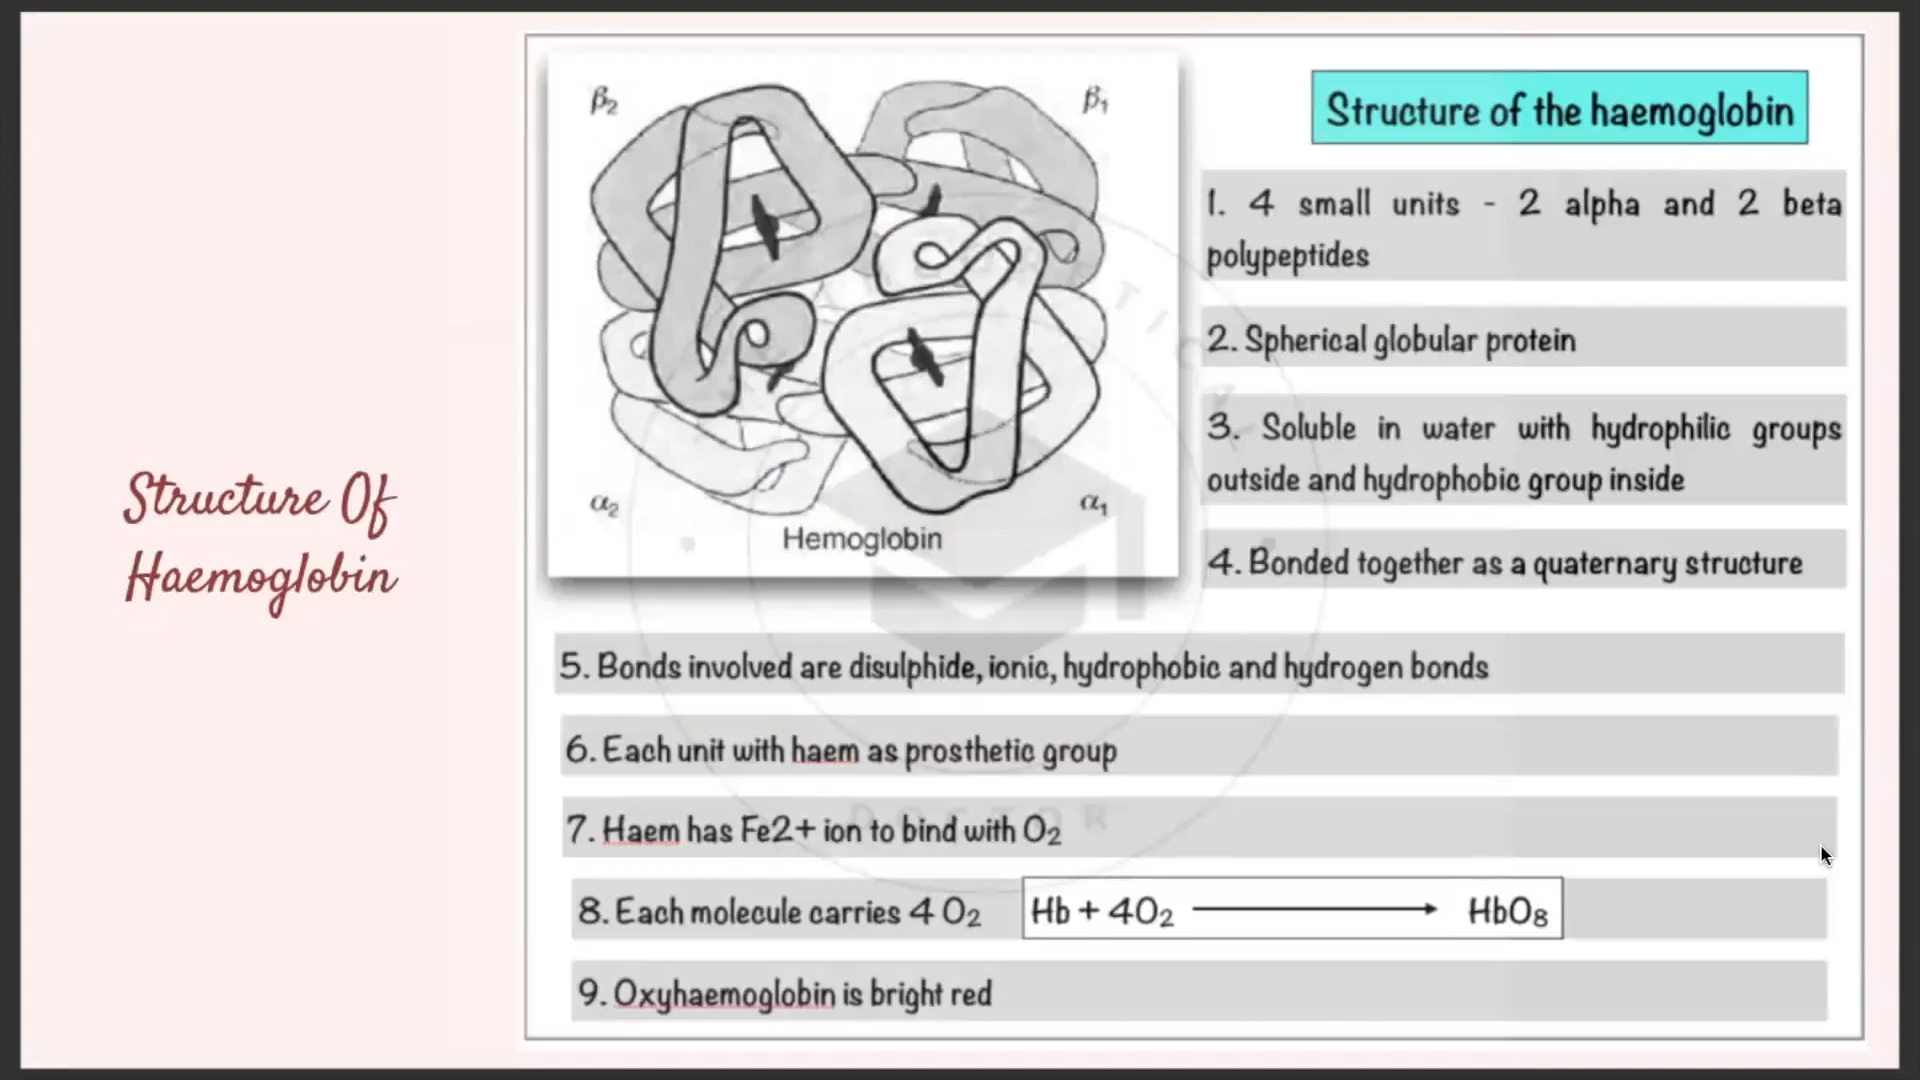 Structure Of
Haemoglobin
β2
β1
α2
α1
Hemoglobin
Structure of the haemoglobin
1. 4 small units - 2 alpha and 2 beta
polypeptides
2. Spherical globular protein
3. Soluble in water with hydrophilic groups
outside and hydrophobic group inside
4. Bonded together as a quaternary structure
5. Bonds involved are disulphide, ionic, hydrophobic and hydrogen bonds
6. Each unit with haem as prosthetic group
7. Haem has Fe2+ ion to bind with O2
8. Each molecule carries 4 O2 Hb + 4O2 → HbO8
9. Oxyhaemoglobin is bright red
DOCTOR